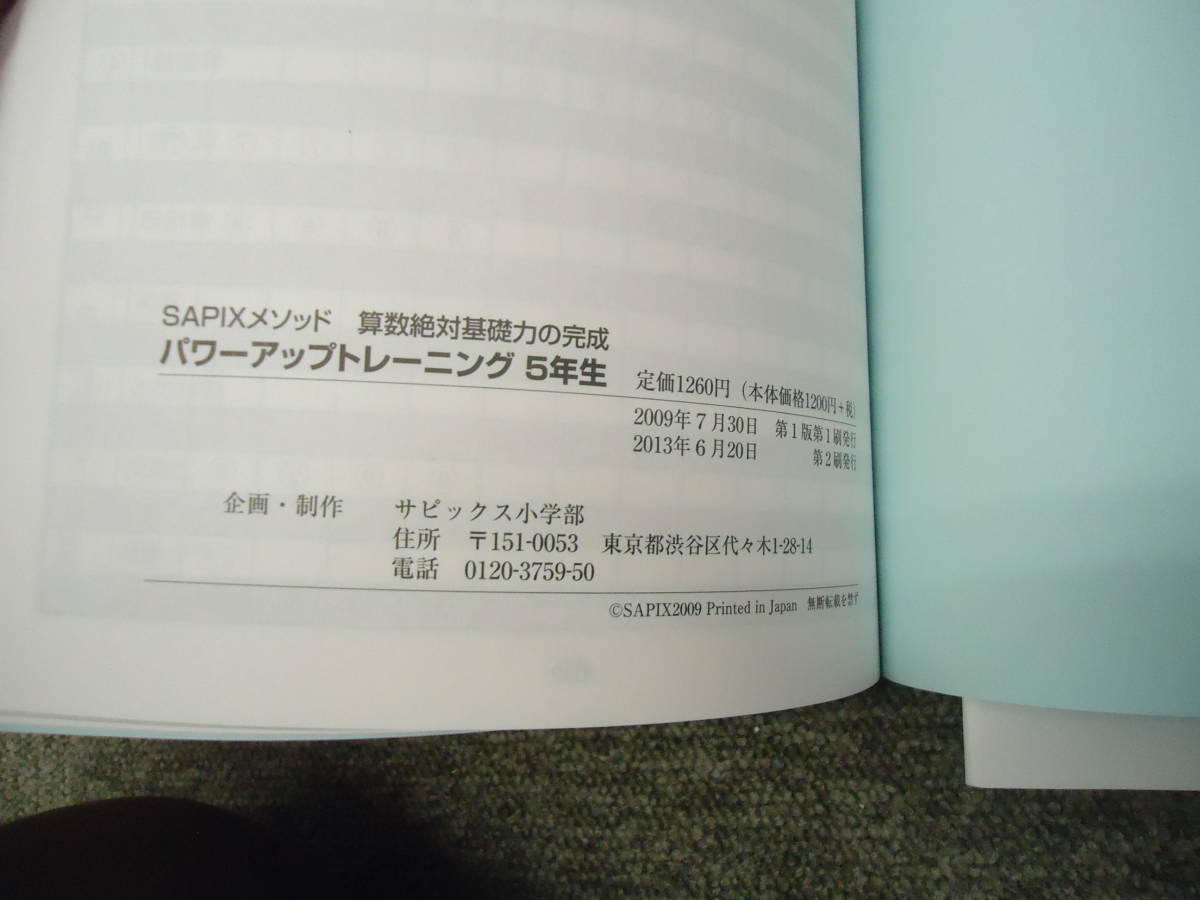 SAPIXメソッド 算数絶対基礎力の完成
パワーアップトレーニング 5年生
定価1260円(本体価格1200円+税)
2009年7月30日 第1版第1刷発行
2013年6月20日 第2刷発行
企画・制作 サピックス小学部
住所 〒151-0053 東京都渋谷区代々木1-28-14
電話 0120-3759-50
©SAPIX2009 Printed in Japan 無断転載を禁ず